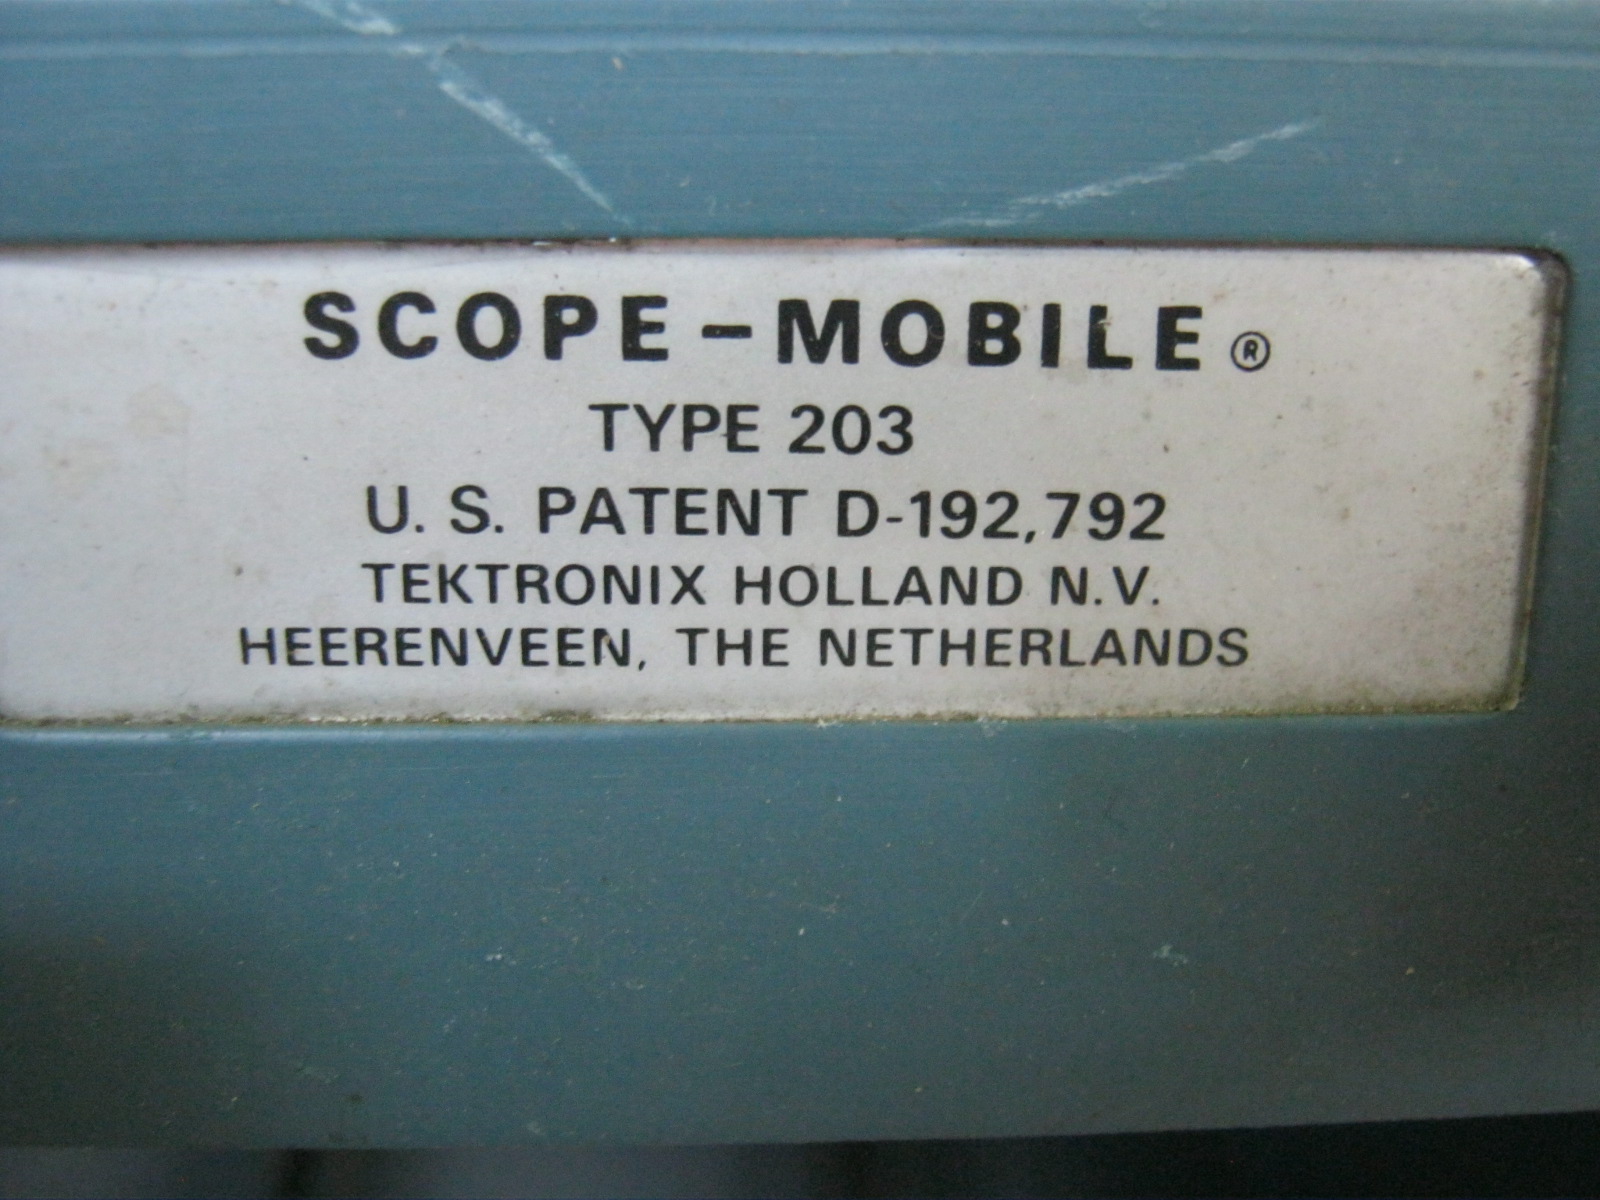 SCOPE-MOBILE®
TYPE 203
U. S. PATENT D-192,792
TEKTRONIX HOLLAND N.V.
HEERENVEEN, THE NETHERLANDS